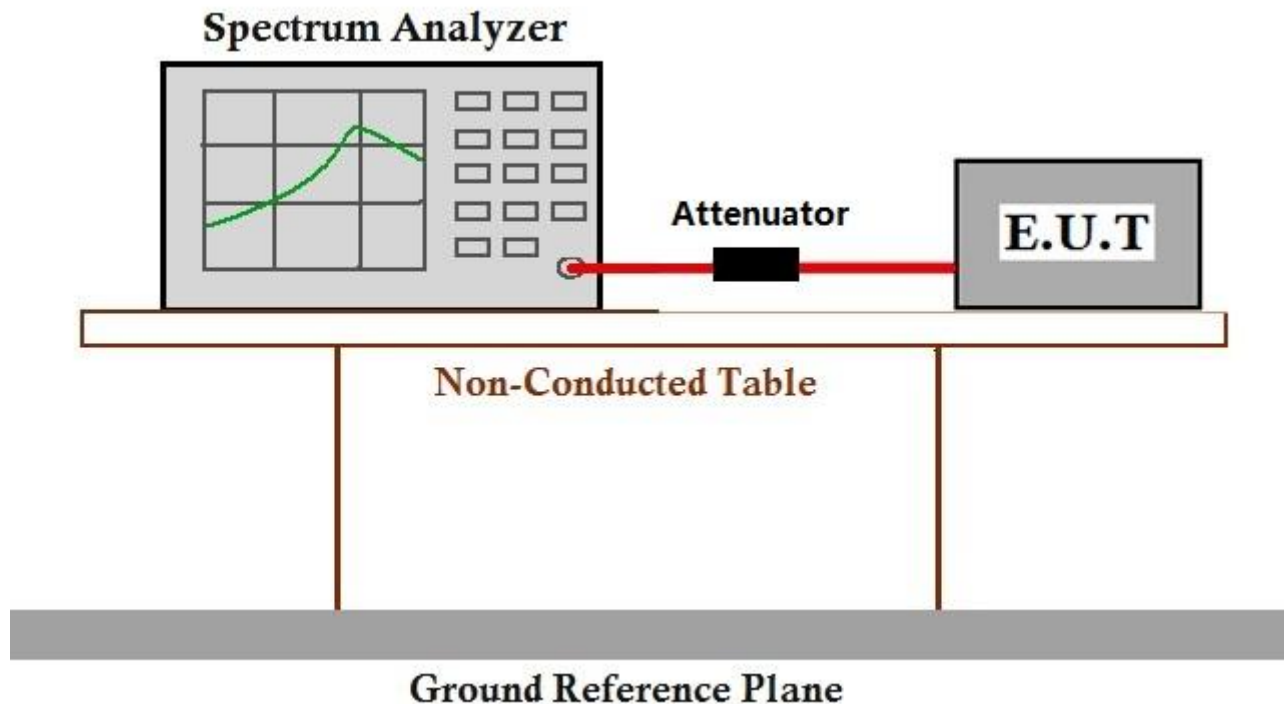 Spectrum Analyzer
Attenuator
E.U.T
Non-Conducted Table
Ground Reference Plane